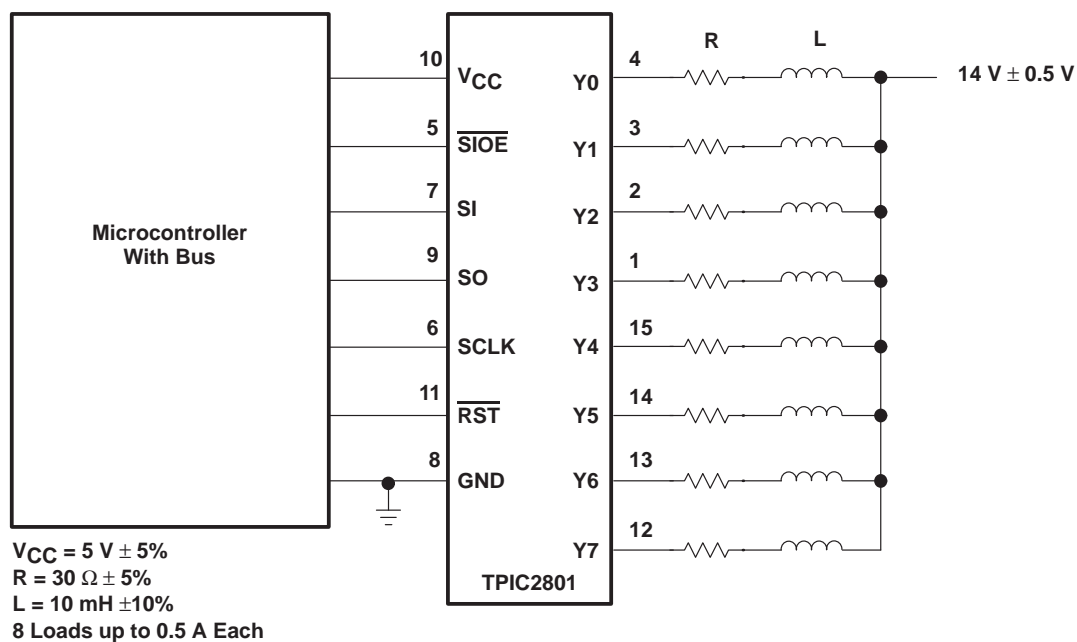 R L
4 14 V ± 0.5 V
10 VCC Y0
3
5 SIOE Y1
2
7 SI Y2
Microcontroller
With Bus
1
9 SO Y3
15
6 SCLK Y4
14
11 RST Y5
13
8 GND Y6
12
Y7
TPIC2801
VCC = 5 V ± 5%
R = 30 Ω ± 5%
L = 10 mH ±10%
8 Loads up to 0.5 A Each